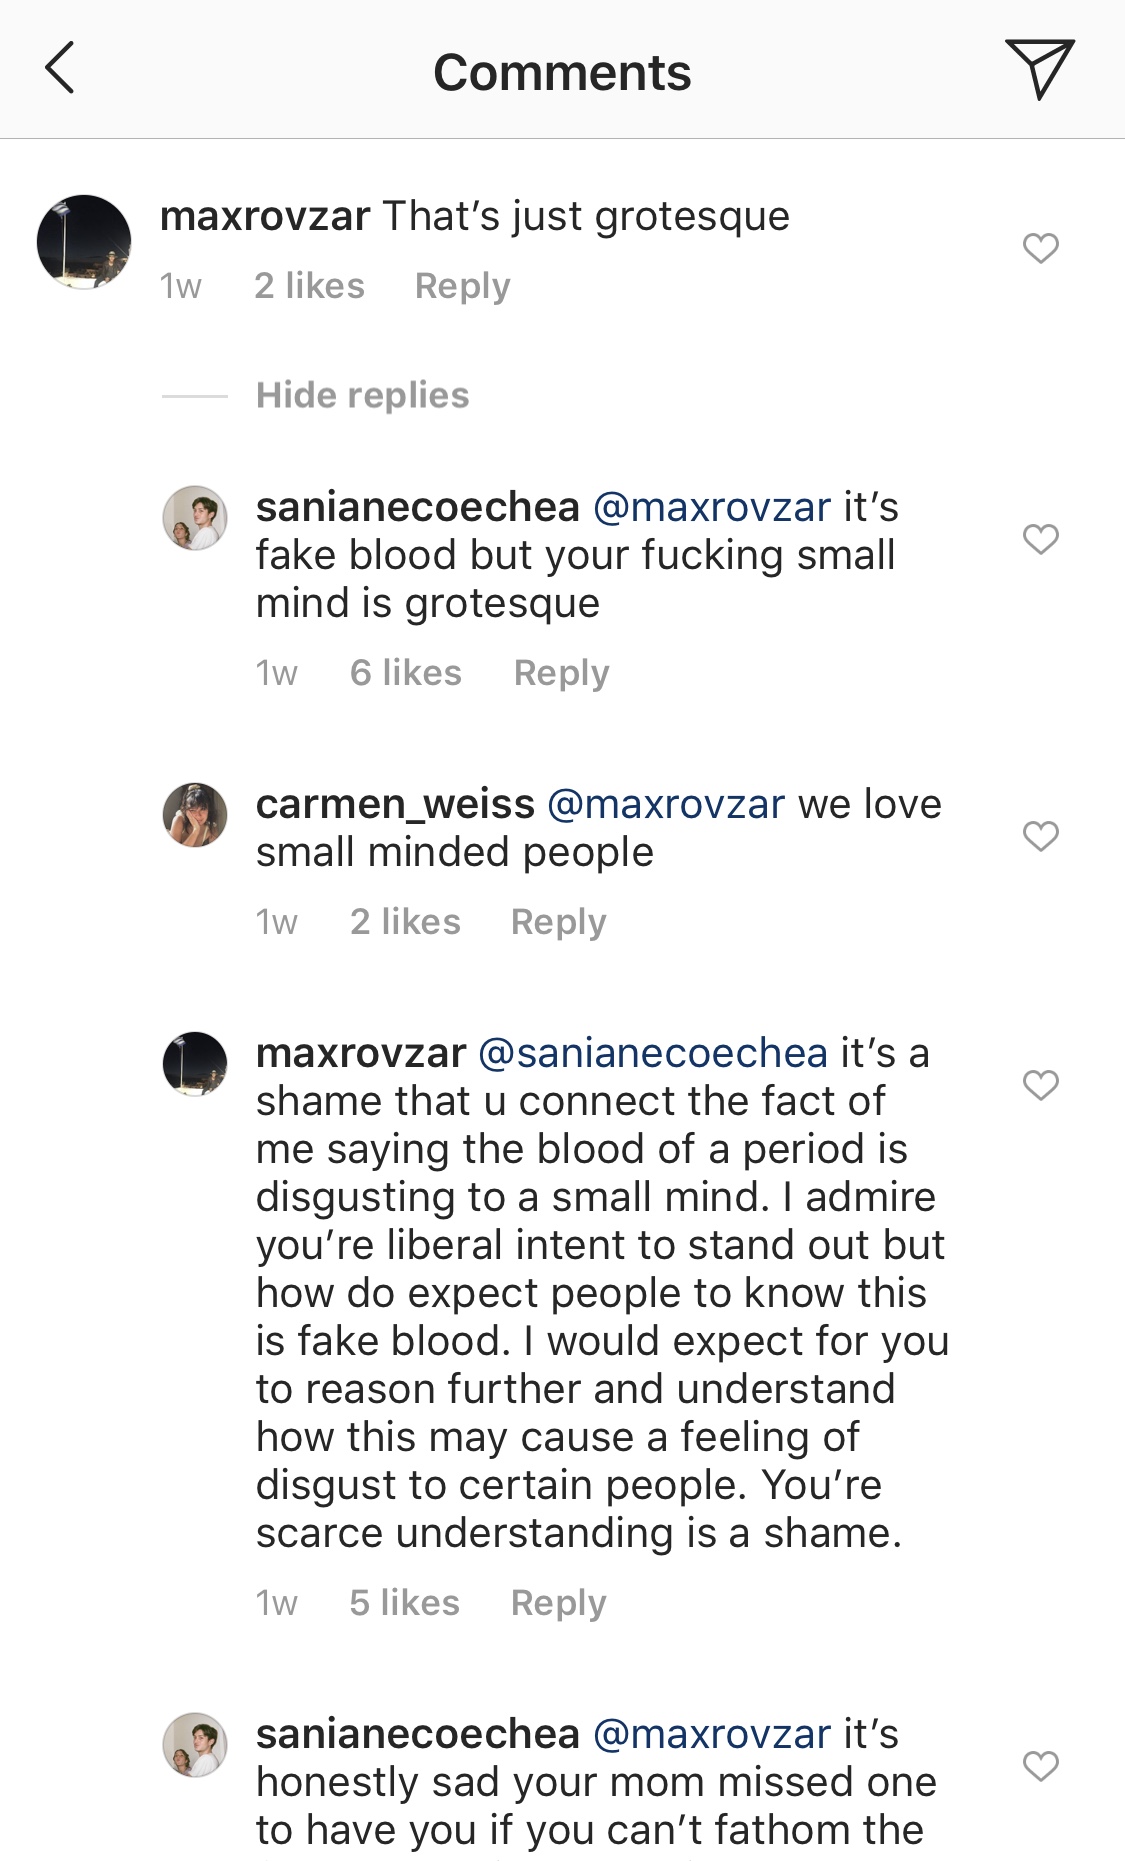 Comments
maxrovzar That's just grotesque
1w 2 likes Reply
Hide replies
sanianecoechea @maxrovzar it's
fake blood but your fucking small
mind is grotesque
1w 6 likes Reply
carmen_weiss @maxrovzar we love
small minded people
1w 2 likes Reply
maxrovzar @sanianecoechea it's a
shame that u connect the fact of
me saying the blood of a period is
disgusting to a small mind. I admire
you're liberal intent to stand out but
how do expect people to know this
is fake blood. I would expect for you
to reason further and understand
how this may cause a feeling of
disgust to certain people. You're
scarce understanding is a shame.
1w 5 likes Reply
sanianecoechea @maxrovzar it's
honestly sad your mom missed one
to have you if you can't fathom the